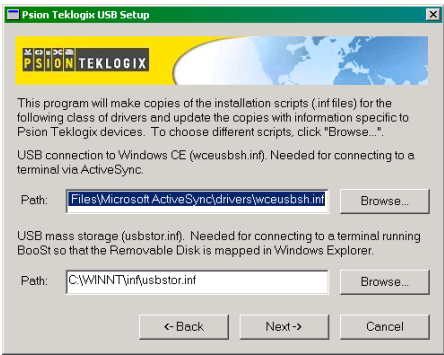 Psion Teklogix USB Setup
PSION TEKLOGIX
This program will make copies of the installation scripts (.inf files) for the
following class of drivers and update the copies with information specific to
Psion Teklogix devices. To choose different scripts, click "Browse...".
USB connection to Windows CE (wceusbsh.inf). Needed for connecting to a
terminal via ActiveSync.
Path: Files\Microsoft ActiveSync\drivers\wceusbsh.inf Browse...
USB mass storage (usbstor.inf). Needed for connecting to a terminal running
BooSt so that the Removable Disk is mapped in Windows Explorer.
Path: C:\WINNT\inf\usbstor.inf Browse...
<- Back Next -> Cancel